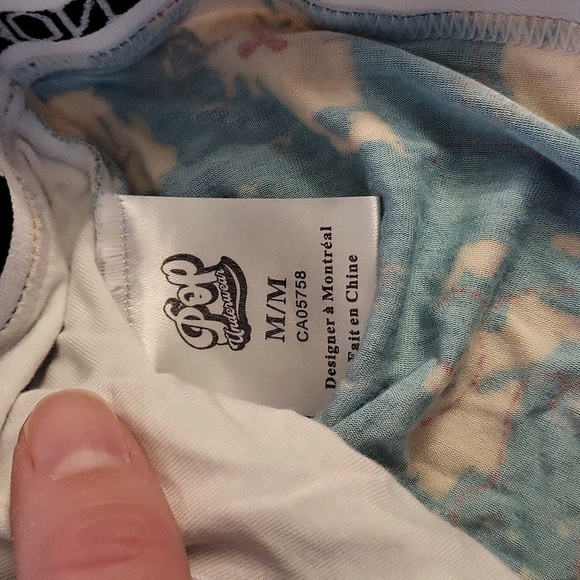 Pop
Underwear
M/M
CA05758
Designer à Montréal
Fait en Chine